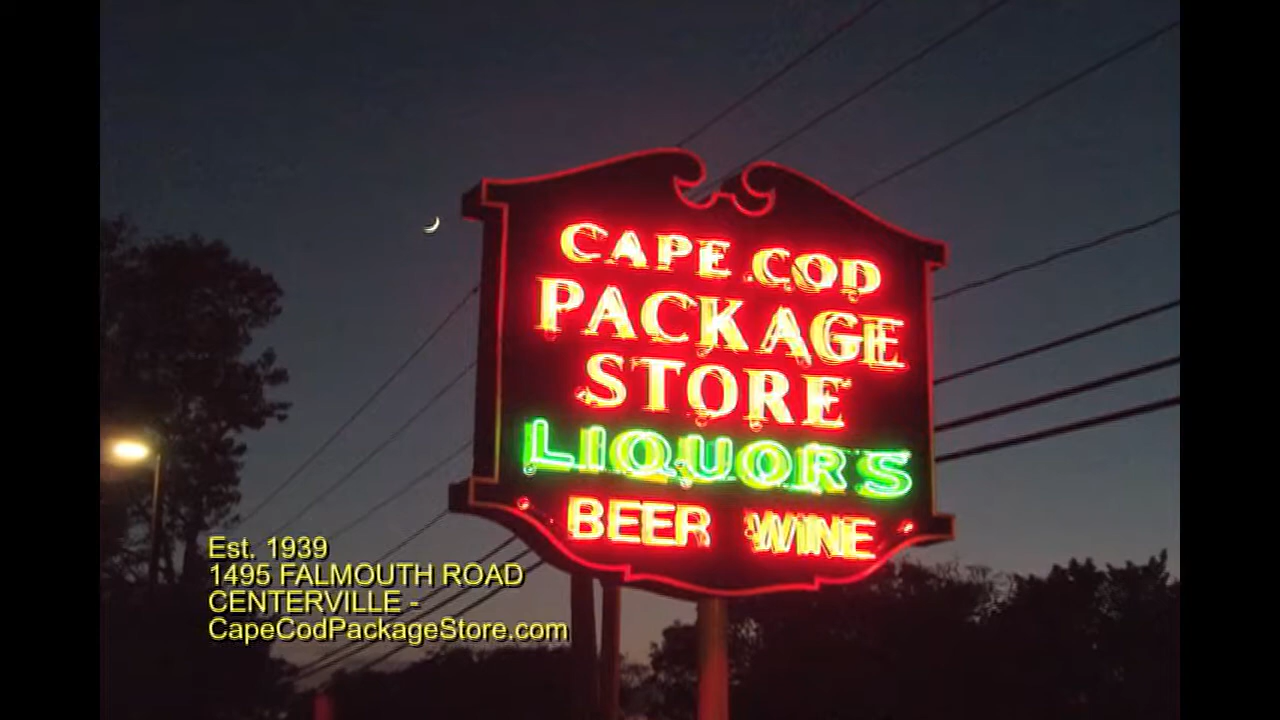 CAPE COD
PACKAGE
STORE
LIQUORS
BEER WINE
Est. 1939
1495 FALMOUTH ROAD
CENTERVILLE -
CapeCodPackageStore.com